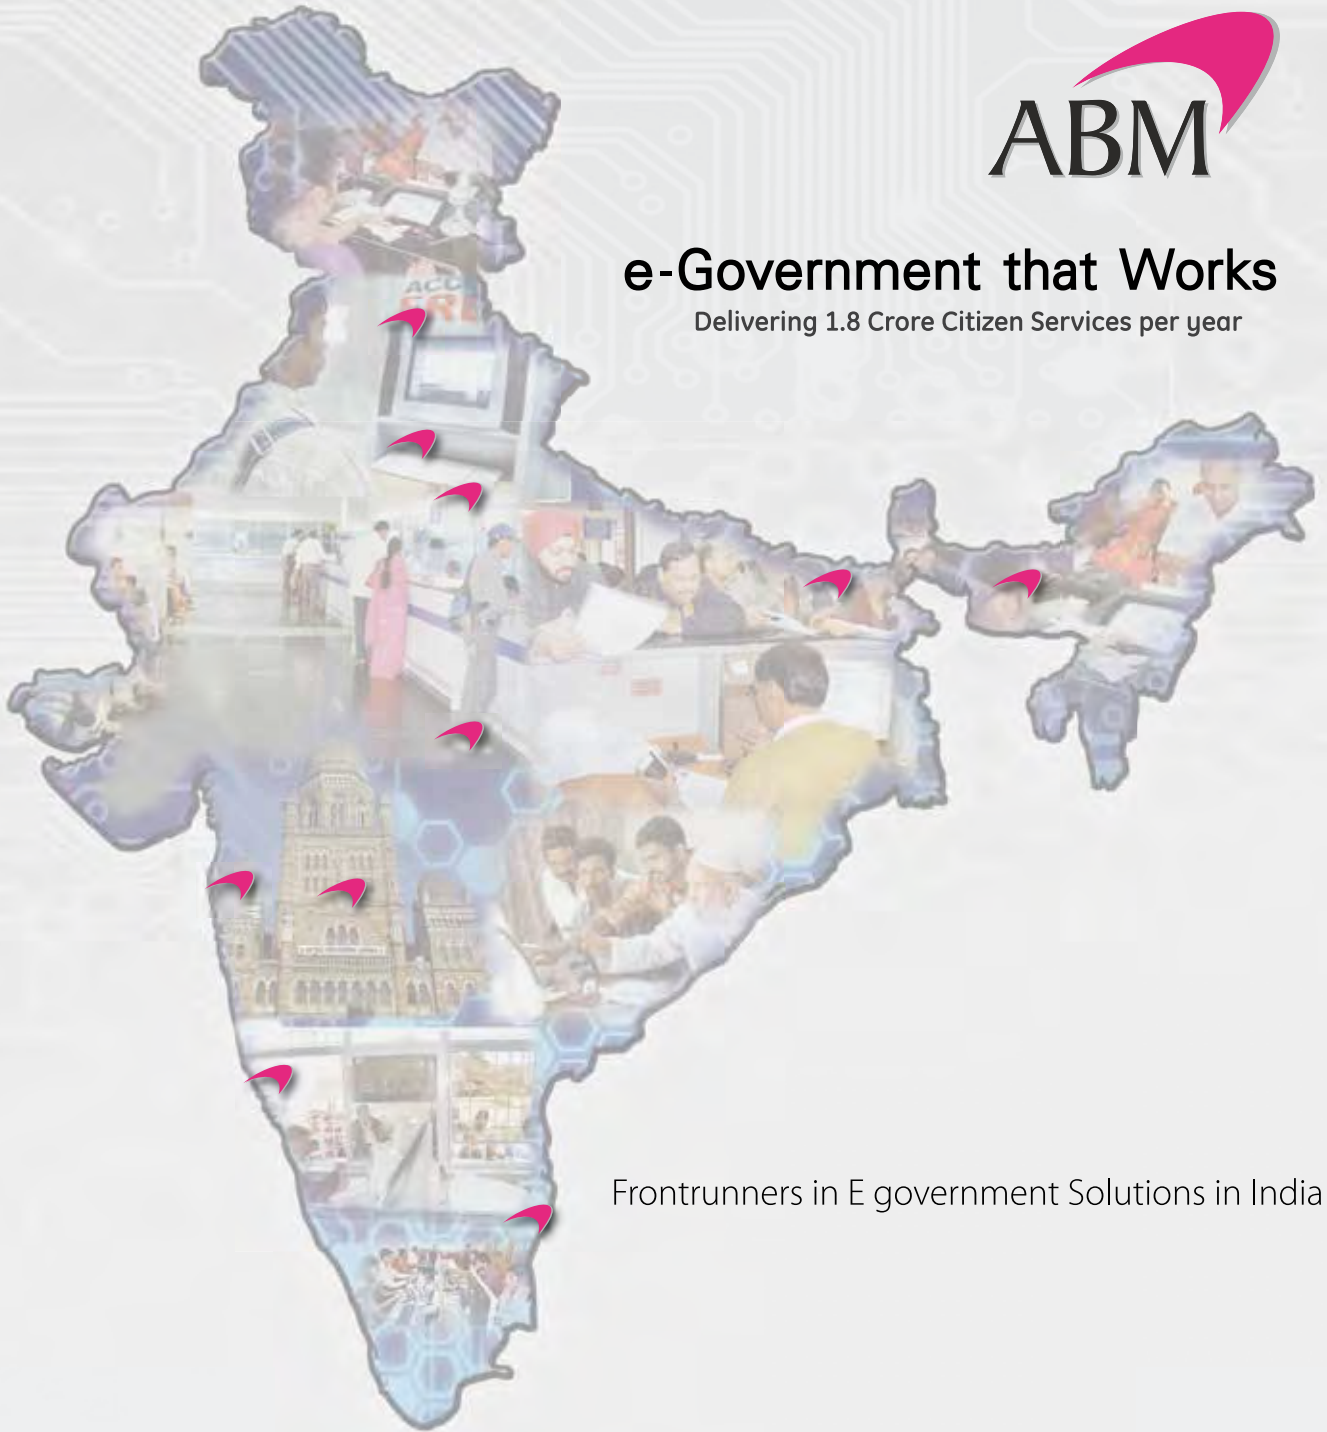 ABM
e-Government that Works
Delivering 1.8 Crore Citizen Services per year
Frontrunners in E government Solutions in India